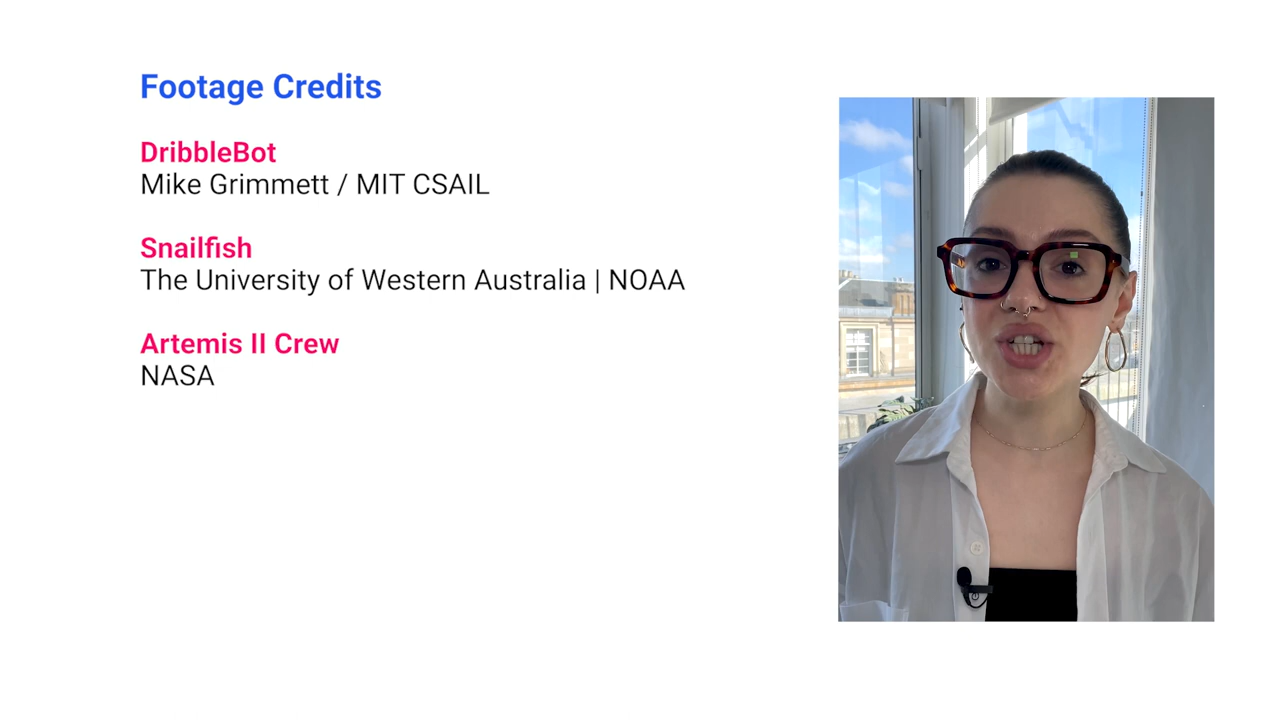 Footage Credits
DribbleBot
Mike Grimmett / MIT CSAIL
Snailfish
The University of Western Australia | NOAA
Artemis II Crew
NASA